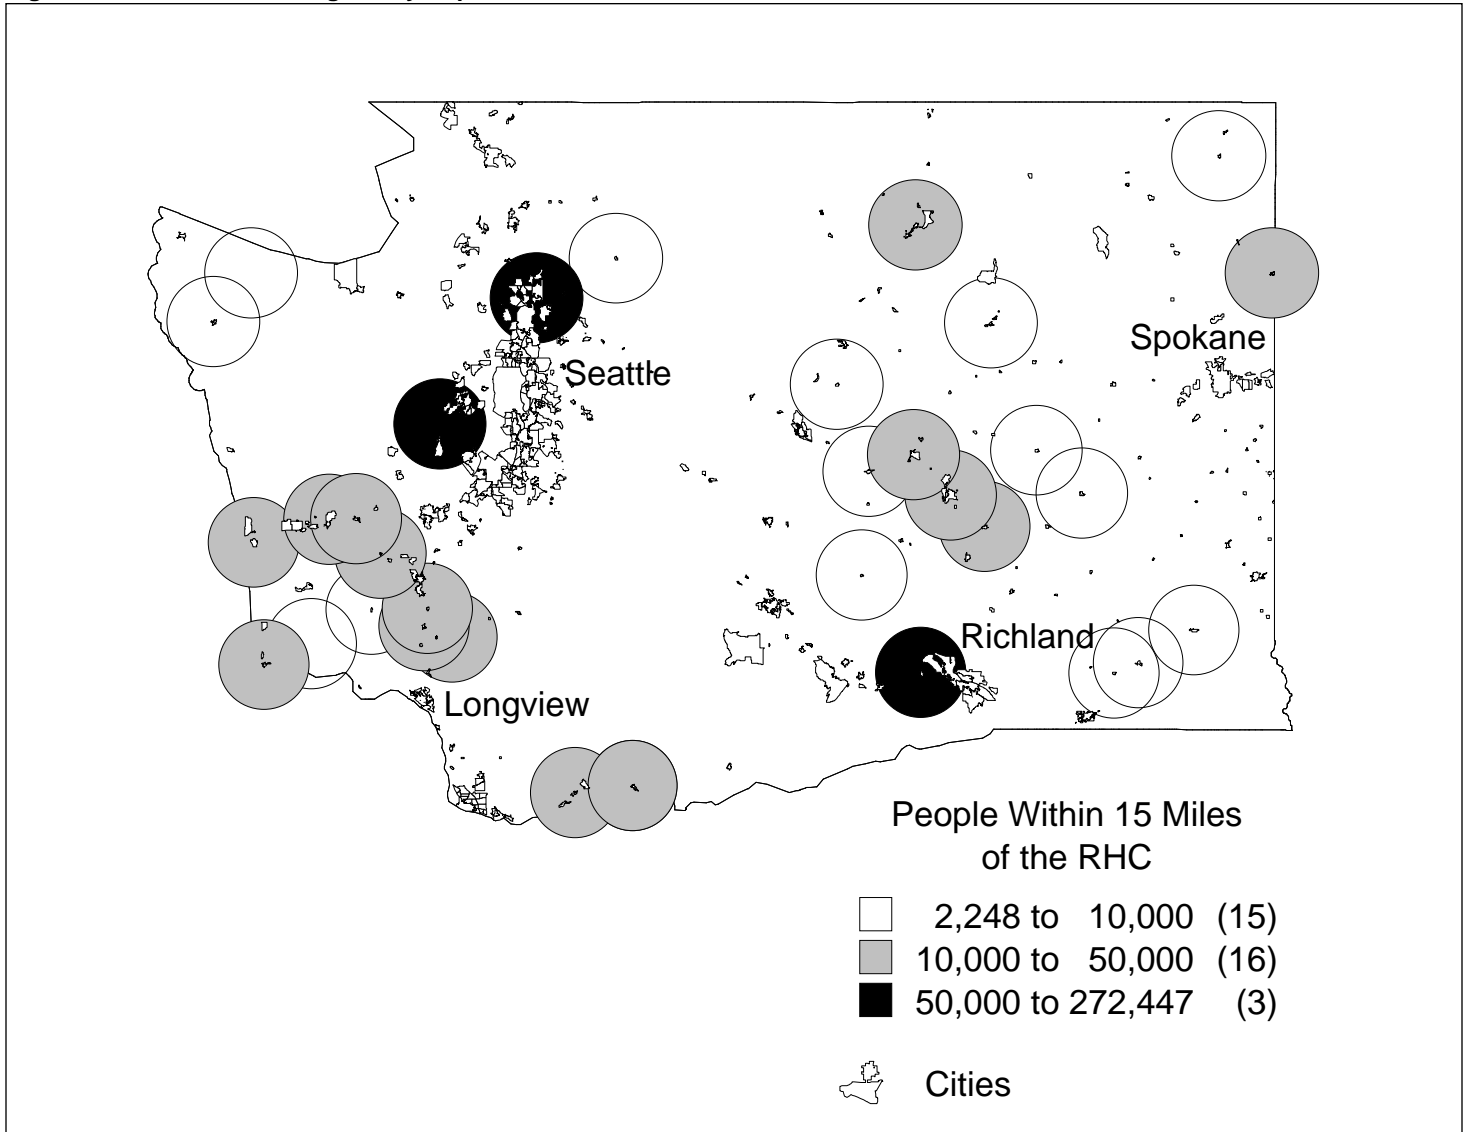 Seattle
Spokane
Richland
Longview
People Within 15 Miles
of the RHC
2,248 to 10,000 (15)
10,000 to 50,000 (16)
50,000 to 272,447 (3)
Cities